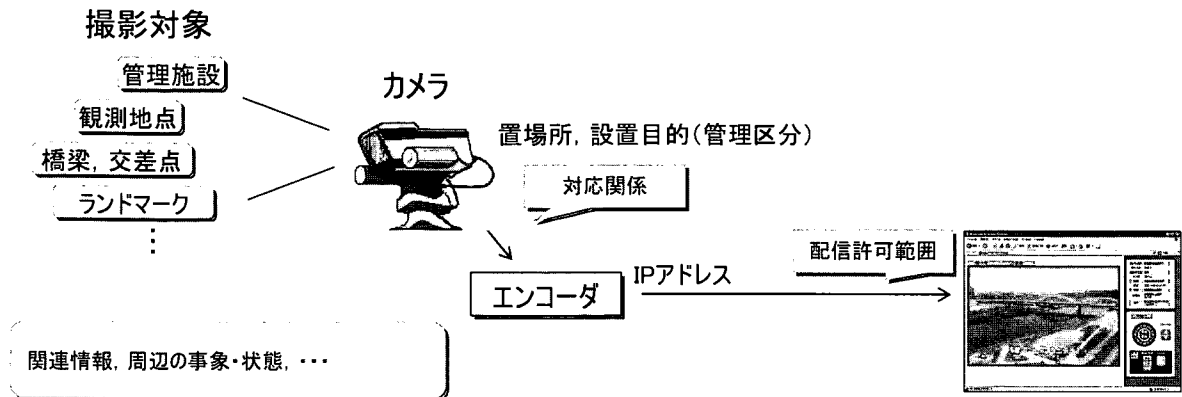 撮影対象
管理施設
観測地点
橋梁, 交差点
ランドマーク
⋮
カメラ
置場所, 設置目的(管理区分)
対応関係
エンコーダ
IPアドレス
配信許可範囲
関連情報, 周辺の事象・状態, ・・・